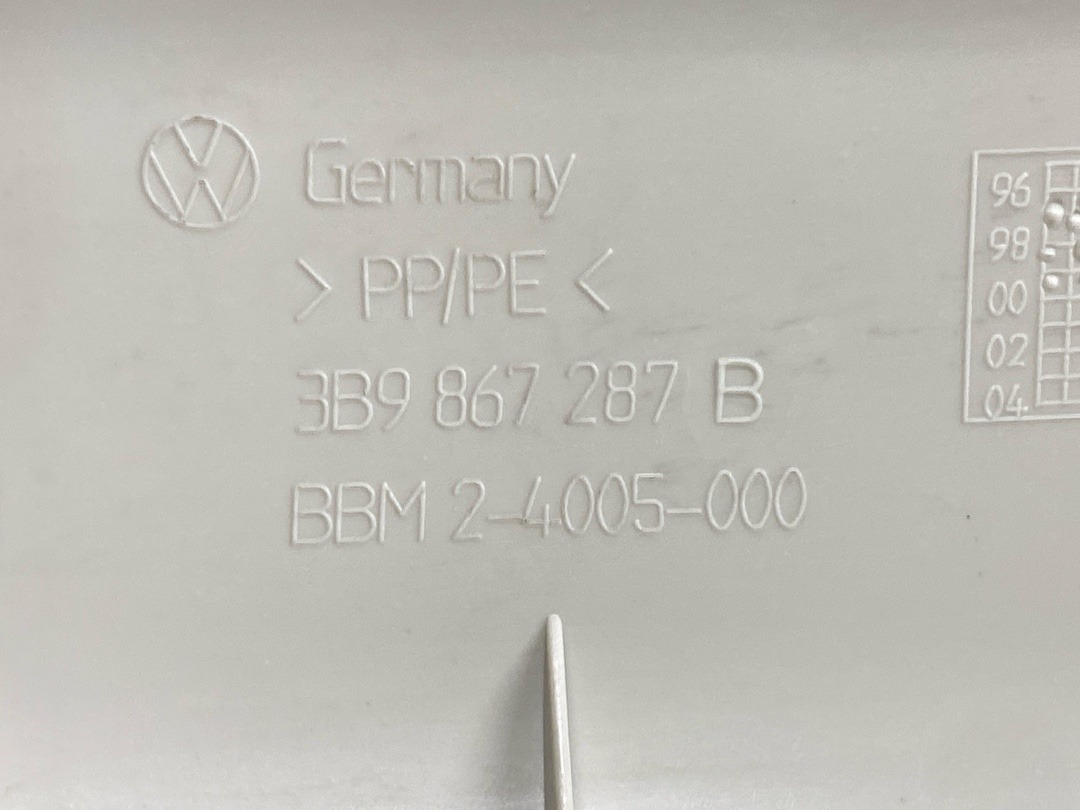 Germany
> PP/PE <
3B9 867 287 B
BBM 2-4005-000
96
98
00
02
04